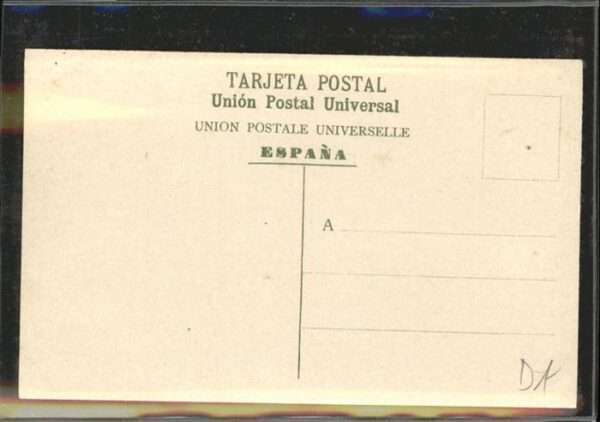 TARJETA POSTAL
Unión Postal Universal
UNION POSTALE UNIVERSELLE
ESPAÑA
A